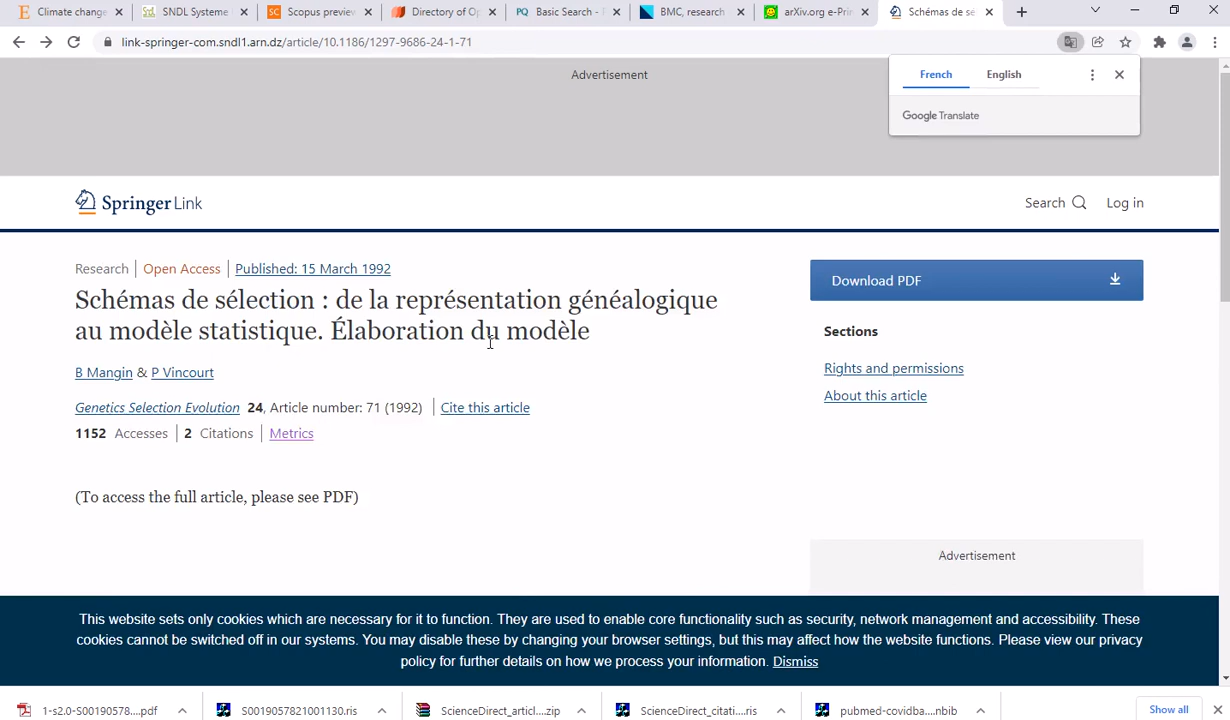 Climate change
SNDL Systeme
Scopus preview
Directory of Op
Basic Search -
BMC, research
arXiv.org e-Prin
Schémas de sé
link-springer-com.sndl1.arn.dz/article/10.1186/1297-9686-24-1-71
Advertisement
French English
Google Translate
Springer Link
Search Log in
Research Open Access Published: 15 March 1992
Schémas de sélection : de la représentation généalogique
au modèle statistique. Élaboration du modèle
B Mangin & P Vincourt
Genetics Selection Evolution 24, Article number: 71 (1992) Cite this article
1152 Accesses 2 Citations Metrics
(To access the full article, please see PDF)
Download PDF
Sections
Rights and permissions
About this article
Advertisement
This website sets only cookies which are necessary for it to function. They are used to enable core functionality such as security, network management and accessibility. These
cookies cannot be switched off in our systems. You may disable these by changing your browser settings, but this may affect how the website functions. Please view our privacy
policy for further details on how we process your information. Dismiss
1-s2.0-S00190578....pdf
S0019057821001130.ris
ScienceDirect_articl....zip
ScienceDirect_citati....ris
pubmed-covidba....nbib
Show all